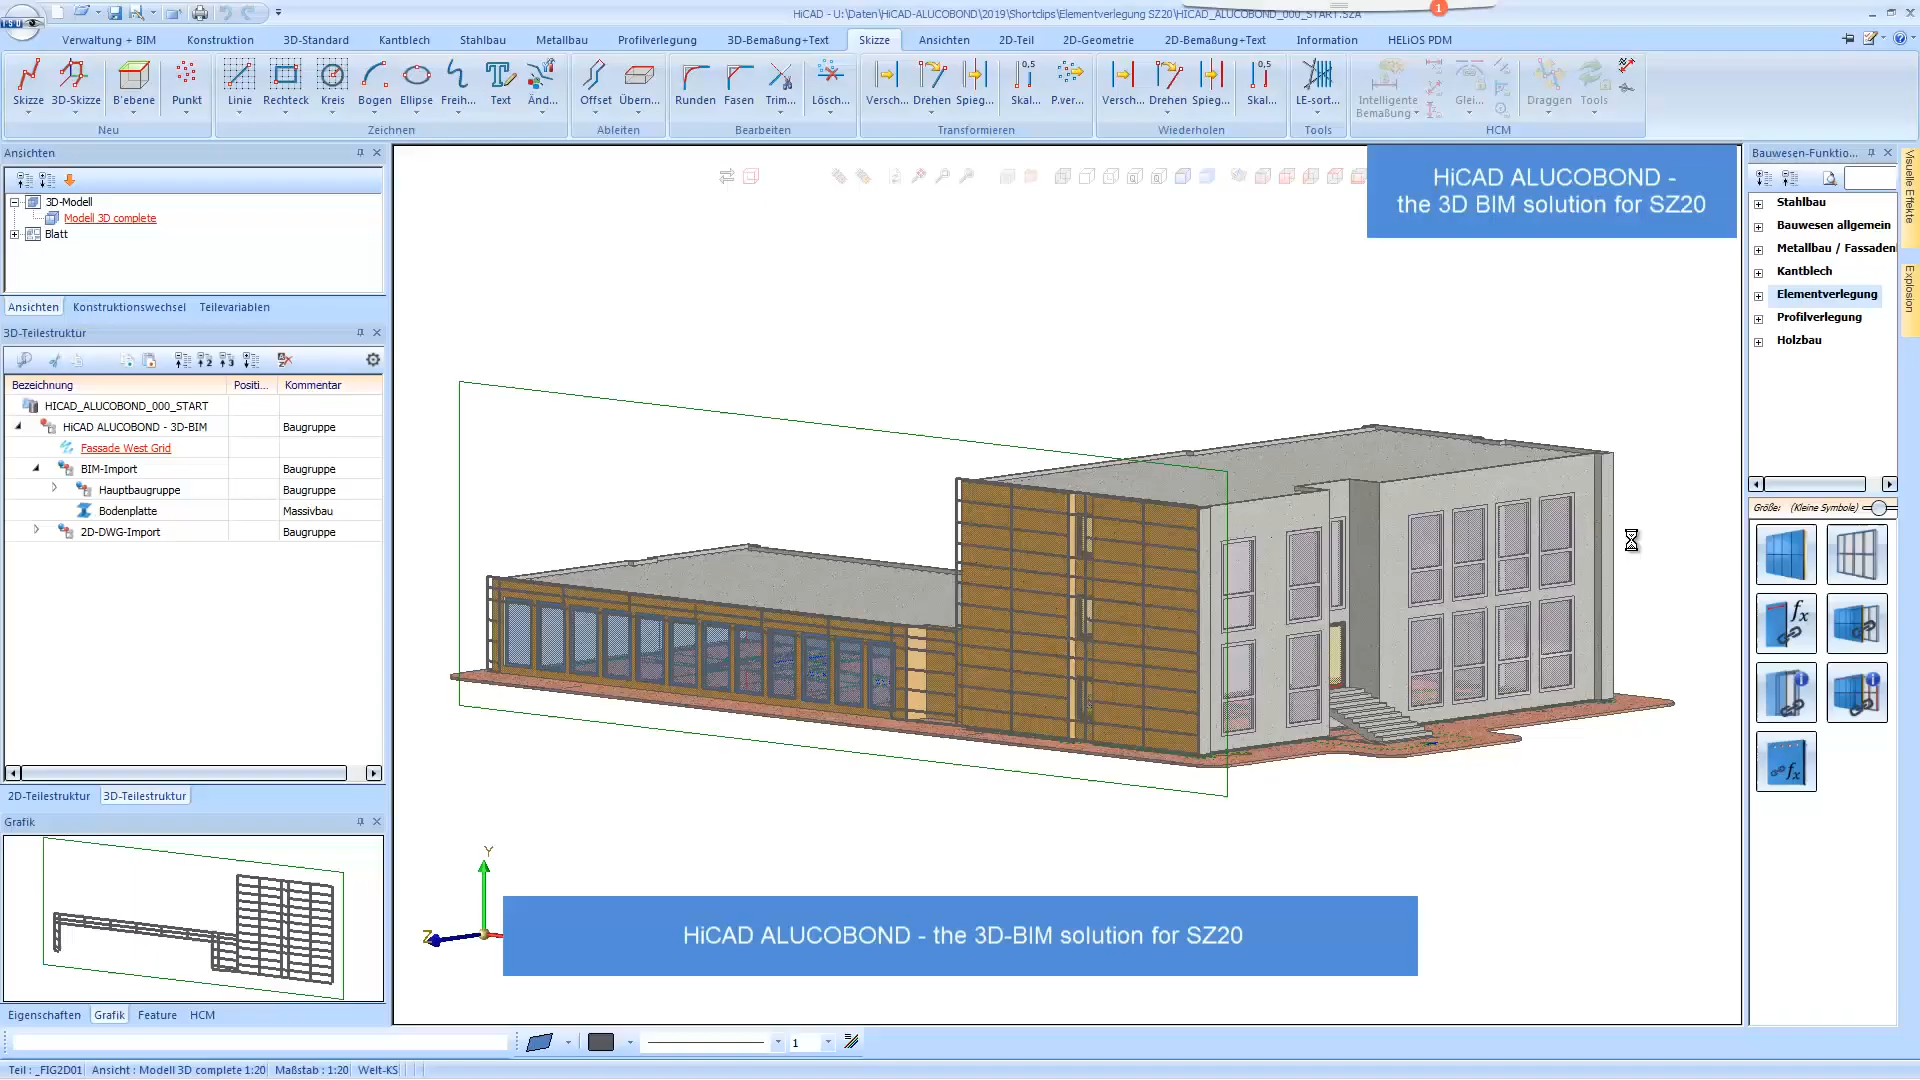 HiCAD - U:\Daten\HiCAD-ALUCOBOND\2019\Shortclips\Elementverlegung SZ20\HICAD_ALUCOBOND_000_START.SZA
1
Verwaltung + BIM Konstruktion 3D-Standard Kantblech Stahlbau Metallbau Profilverlegung 3D-Bemaßung+Text Skizze Ansichten 2D-Teil 2D-Geometrie 2D-Bemaßung+Text Information HELiOS PDM
Skizze 3D-Skizze B'ebene Punkt Linie Rechteck Kreis Bogen Ellipse Freih... Text Änd... Offset Übern... Runden Fasen Trim... Lösch... Versch... Drehen Spieg... Skal... P.ver... Versch... Drehen Spieg... Skal... LE-sort... Intelligente Bemaßung Glei... Draggen Tools
Neu Zeichnen Ableiten Bearbeiten Transformieren Wiederholen Tools HCM
Ansichten
3D-Modell
Modell 3D complete
Blatt
Ansichten Konstruktionswechsel Teilevariablen
3D-Teilestruktur
Bezeichnung Positi... Kommentar
HICAD_ALUCOBOND_000_START
HiCAD ALUCOBOND - 3D-BIM Baugruppe
Fassade West Grid
BIM-Import Baugruppe
Hauptbaugruppe Baugruppe
Bodenplatte Massivbau
2D-DWG-Import Baugruppe
2D-Teilestruktur 3D-Teilestruktur
Grafik
Eigenschaften Grafik Feature HCM
HiCAD ALUCOBOND -
the 3D BIM solution for SZ20
Y
Z
HiCAD ALUCOBOND - the 3D-BIM solution for SZ20
Bauwesen-Funktio...
Stahlbau
Bauwesen allgemein
Metallbau / Fassaden
Kantblech
Elementverlegung
Profilverlegung
Holzbau
Größe: (Kleine Symbole)
Visuelle Effekte
Explosion
1
Teil : _FIG2D01 Ansicht : Modell 3D complete 1:20 Maßstab : 1:20 Welt-KS